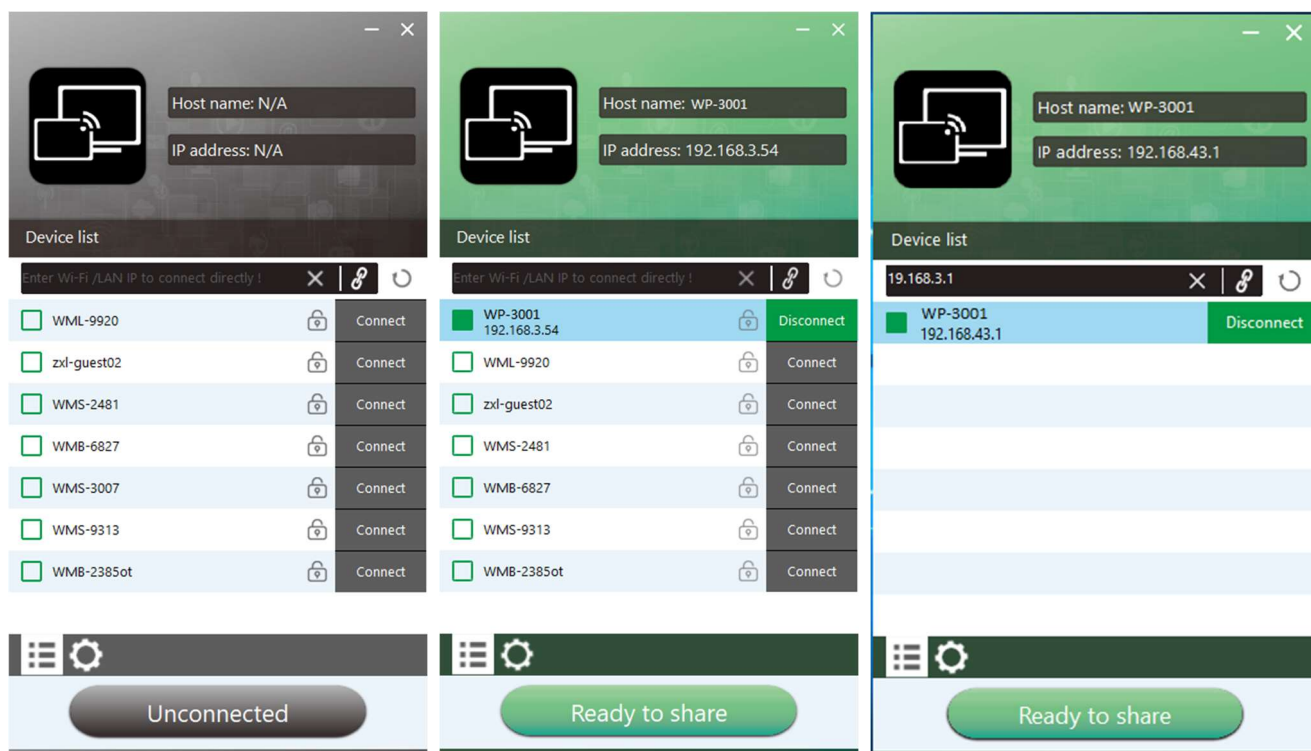 Host name: N/A
IP address: N/A
Device list
Enter Wi-Fi /LAN IP to connect directly !
WML-9920 Connect
zxl-guest02 Connect
WMS-2481 Connect
WMB-6827 Connect
WMS-3007 Connect
WMS-9313 Connect
WMB-2385ot Connect
Unconnected
Host name: WP-3001
IP address: 192.168.3.54
Device list
Enter Wi-Fi /LAN IP to connect directly !
WP-3001
192.168.3.54
Disconnect
WML-9920 Connect
zxl-guest02 Connect
WMS-2481 Connect
WMB-6827 Connect
WMS-9313 Connect
WMB-2385ot Connect
Ready to share
Host name: WP-3001
IP address: 192.168.43.1
Device list
19.168.3.1
WP-3001
192.168.43.1
Disconnect
Ready to share